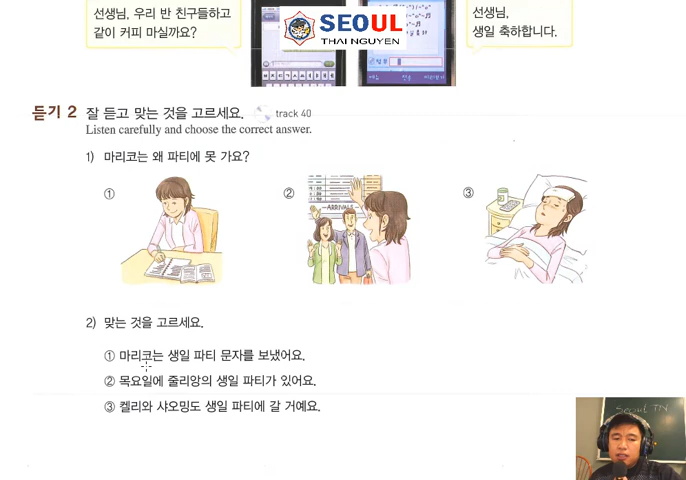 선생님, 우리 반 친구들하고
같이 커피 마실까요?
SEOUL
THAI NGUYEN
선생님,
생일 축하합니다.
듣기 2 잘 듣고 맞는 것을 고르세요. track 40
Listen carefully and choose the correct answer.
1) 마리코는 왜 파티에 못 가요?
① ② ③
ARRIVALS
2) 맞는 것을 고르세요.
① 마리코는 생일 파티 문자를 보냈어요.
② 목요일에 줄리앙의 생일 파티가 있어요.
③ 켈리와 샤오밍도 생일 파티에 갈 거예요.
Seoul TN